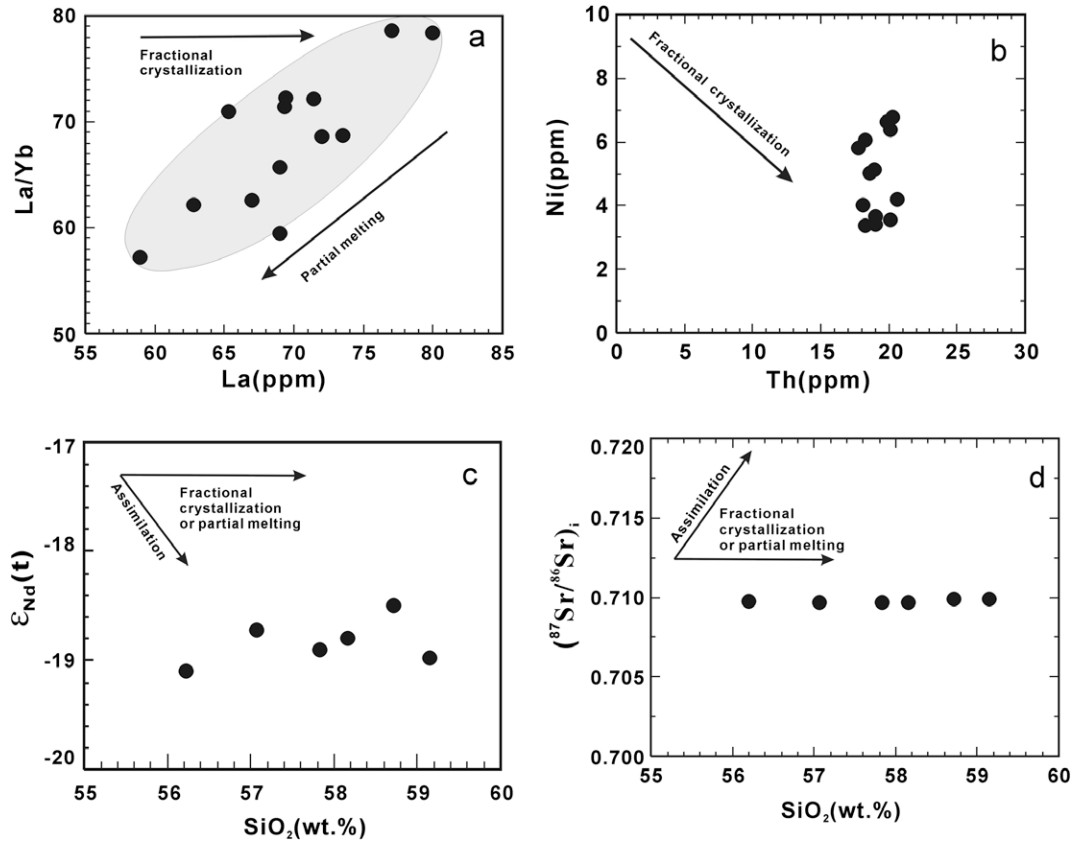 80
70
60
50
La/Yb
a
Fractional
crystallization
Partial melting
55 60 65 70 75 80 85
La(ppm)
10
8
6
4
2
0
Ni(ppm)
b
Fractional crystallization
0 5 10 15 20 25 30
Th(ppm)
-17
-18
-19
-20
εNd(t)
c
Assimilation
Fractional
crystallization
or partial melting
55 56 57 58 59 60
SiO₂(wt.%)
0.720
0.715
0.710
0.705
0.700
(⁸⁷Sr/⁸⁶Sr)ᵢ
d
Assimilation
Fractional
crystallization
or partial melting
55 56 57 58 59 60
SiO₂(wt.%)